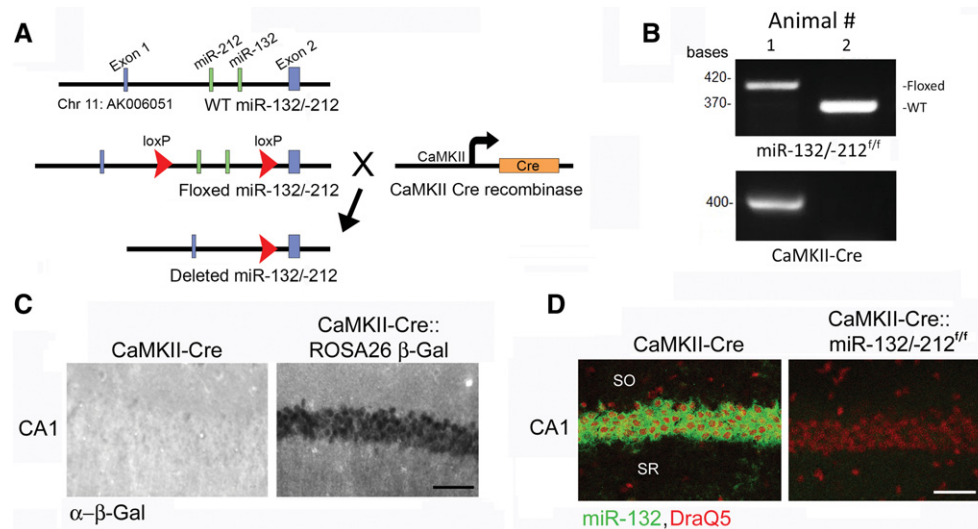 A
Exon 1
miR-212
miR-132
Exon 2
Chr 11: AK006051
WT miR-132/-212
loxP
loxP
Floxed miR-132/-212
X
CaMKII
Cre
CaMKII Cre recombinase
Deleted miR-132/-212
B
Animal #
bases
1
2
420-
370-
-Floxed
-WT
miR-132/-212f/f
400-
CaMKII-Cre
C
CaMKII-Cre
CaMKII-Cre::
ROSA26 β-Gal
CA1
α-β-Gal
D
CaMKII-Cre
CaMKII-Cre::
miR-132/-212f/f
CA1
SO
SR
miR-132, DraQ5